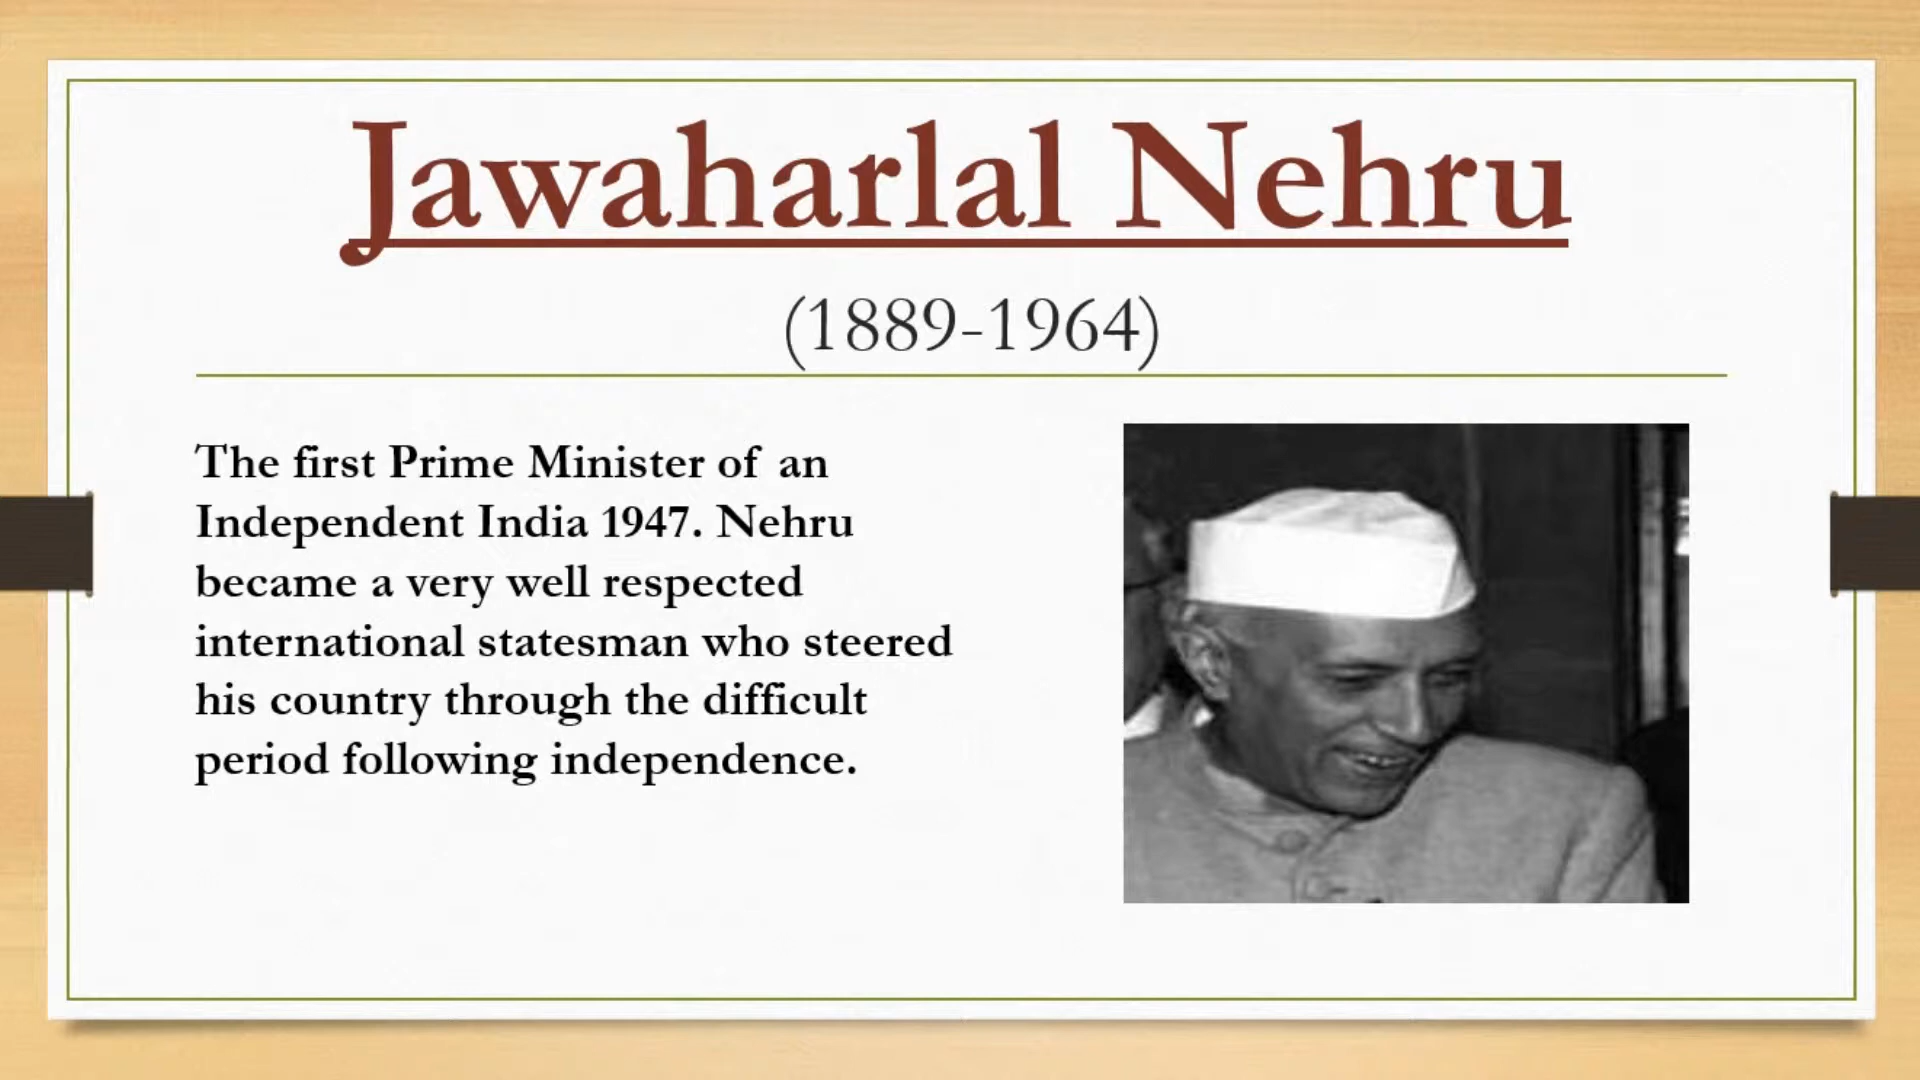 Jawaharlal Nehru
(1889-1964)
The first Prime Minister of an
Independent India 1947. Nehru
became a very well respected
international statesman who steered
his country through the difficult
period following independence.